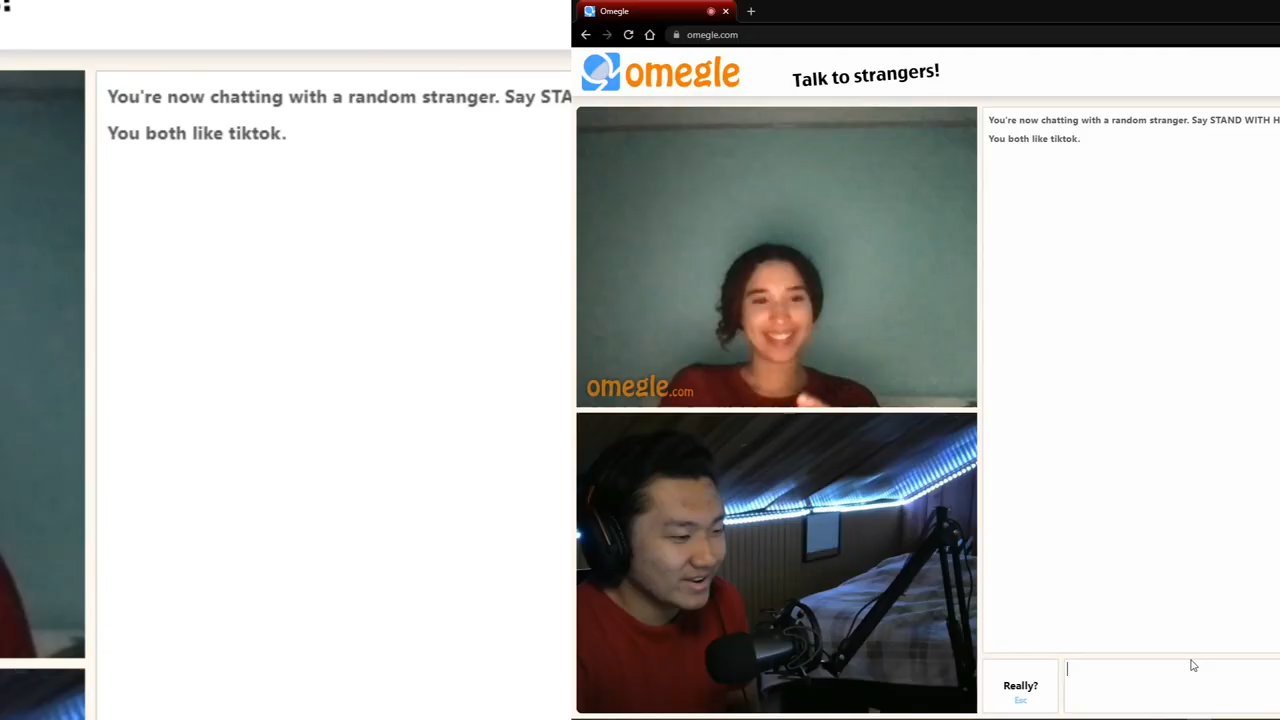 You're now chatting with a random stranger. Say STA
You both like tiktok.
Omegle
omegle.com
omegle
Talk to strangers!
You're now chatting with a random stranger. Say STAND WITH H
You both like tiktok.
omegle.com
Really?
Esc